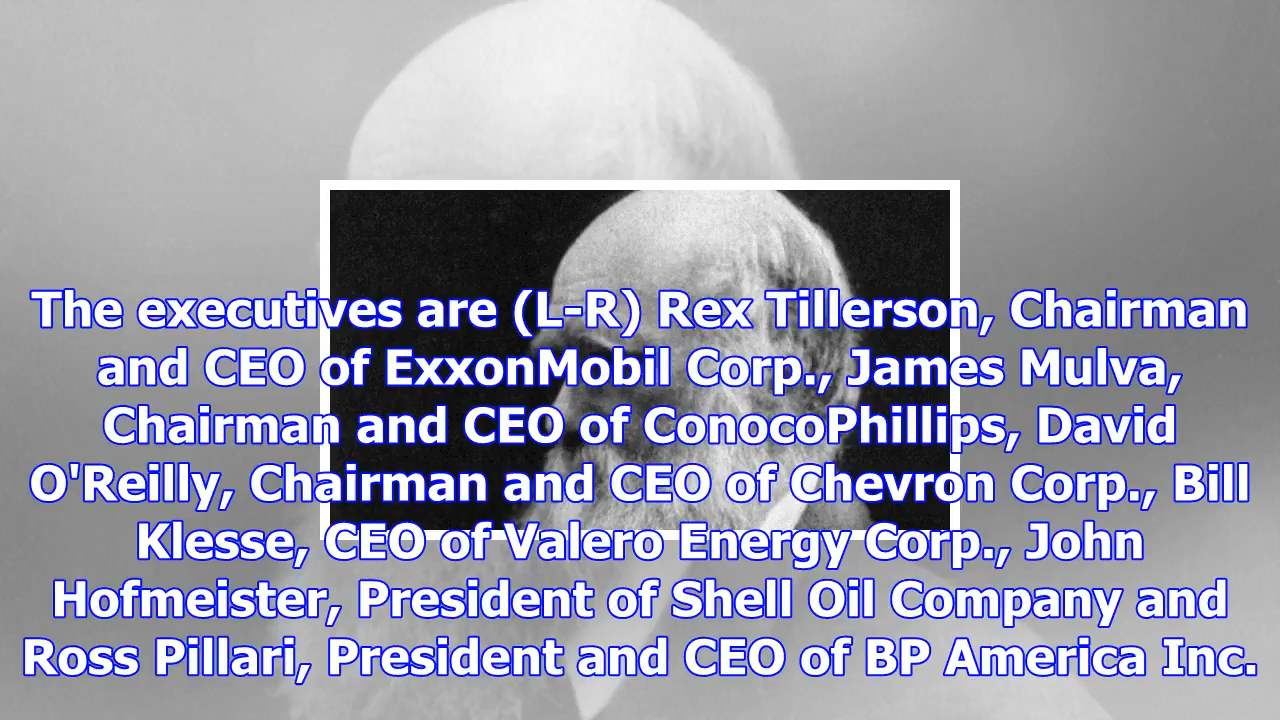 The executives are (L-R) Rex Tillerson, Chairman
and CEO of ExxonMobil Corp., James Mulva,
Chairman and CEO of ConocoPhillips, David
O'Reilly, Chairman and CEO of Chevron Corp., Bill
Klesse, CEO of Valero Energy Corp., John
Hofmeister, President of Shell Oil Company and
Ross Pillari, President and CEO of BP America Inc.